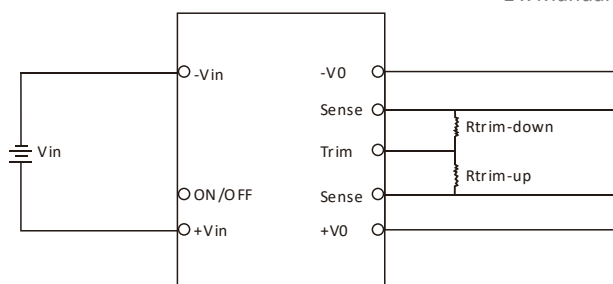 -Vin
-V0
Sense
Rtrim-down
Vin
Trim
Rtrim-up
ON/OFF
Sense
+Vin
+V0